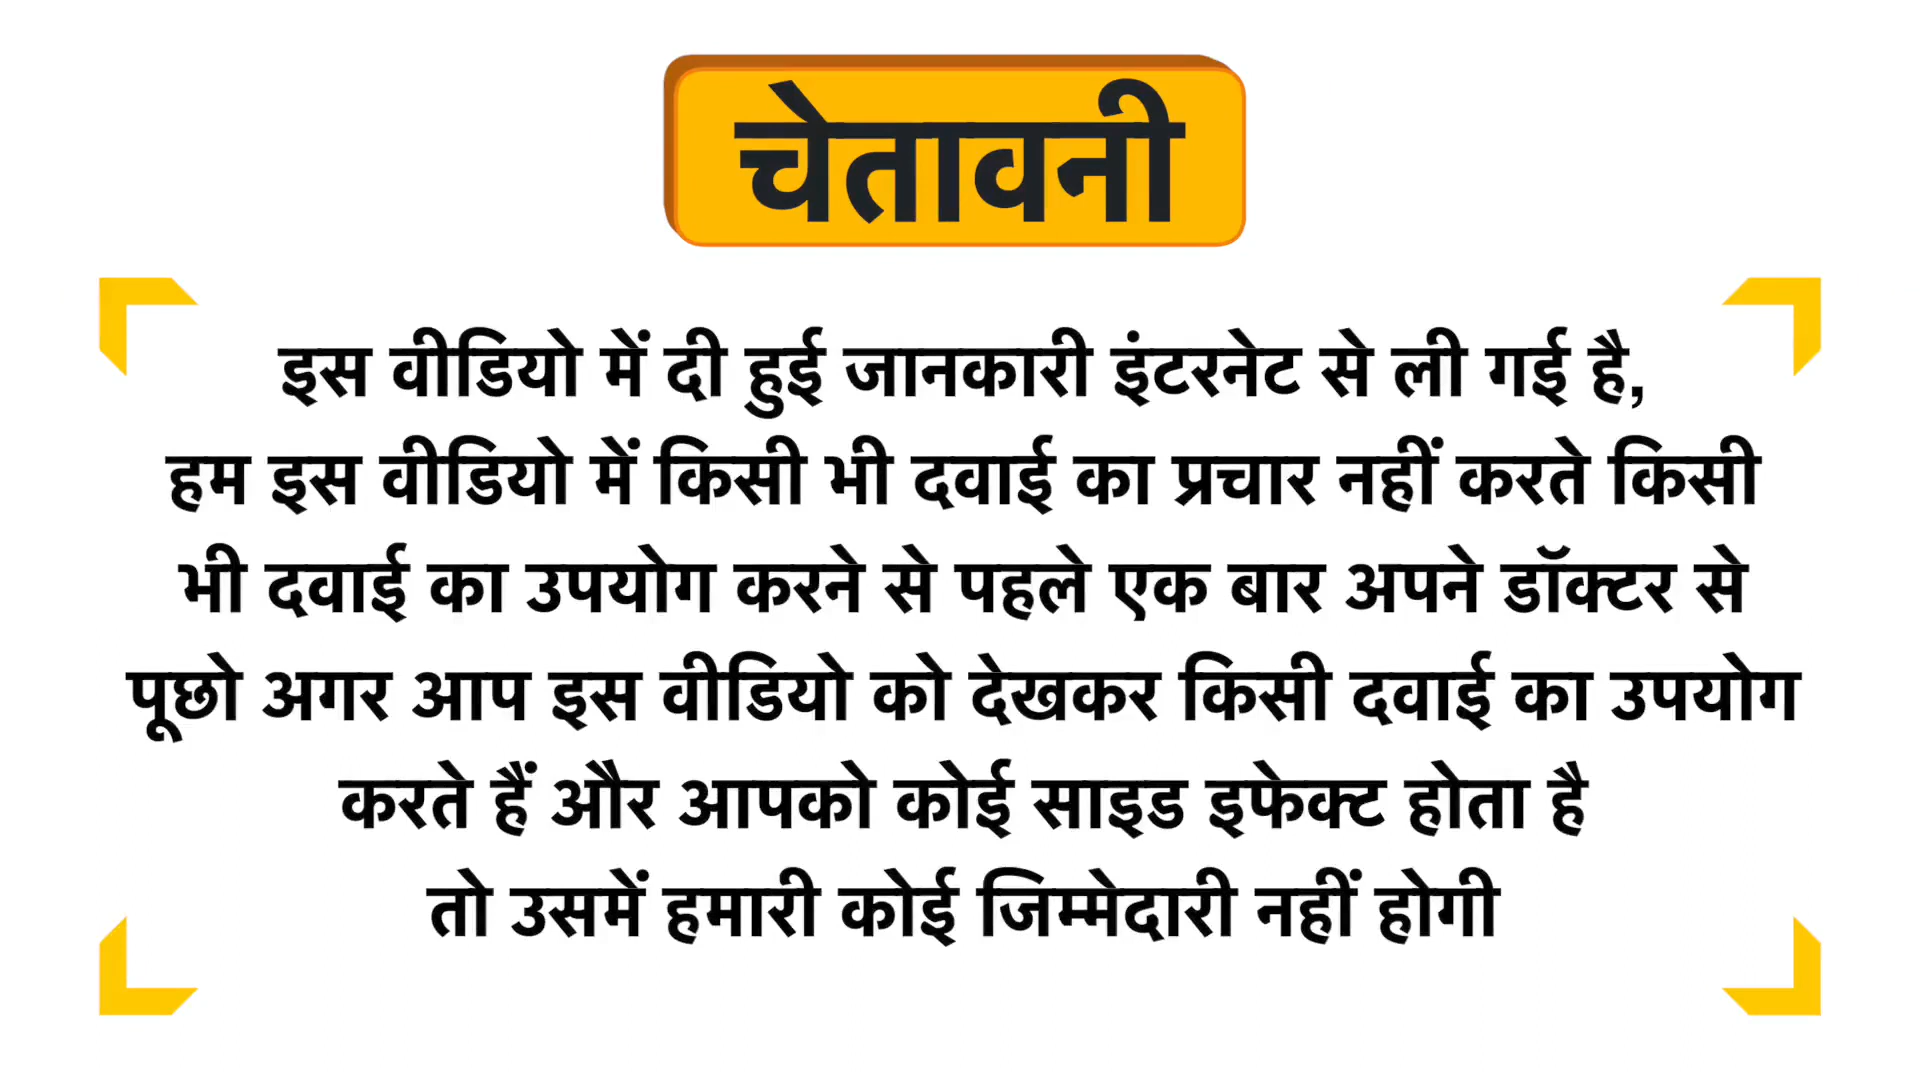 चेतावनी
इस वीडियो में दी हुई जानकारी इंटरनेट से ली गई है,
हम इस वीडियो में किसी भी दवाई का प्रचार नहीं करते किसी
भी दवाई का उपयोग करने से पहले एक बार अपने डॉक्टर से
पूछो अगर आप इस वीडियो को देखकर किसी दवाई का उपयोग
करते हैं और आपको कोई साइड इफेक्ट होता है
तो उसमें हमारी कोई जिम्मेदारी नहीं होगी